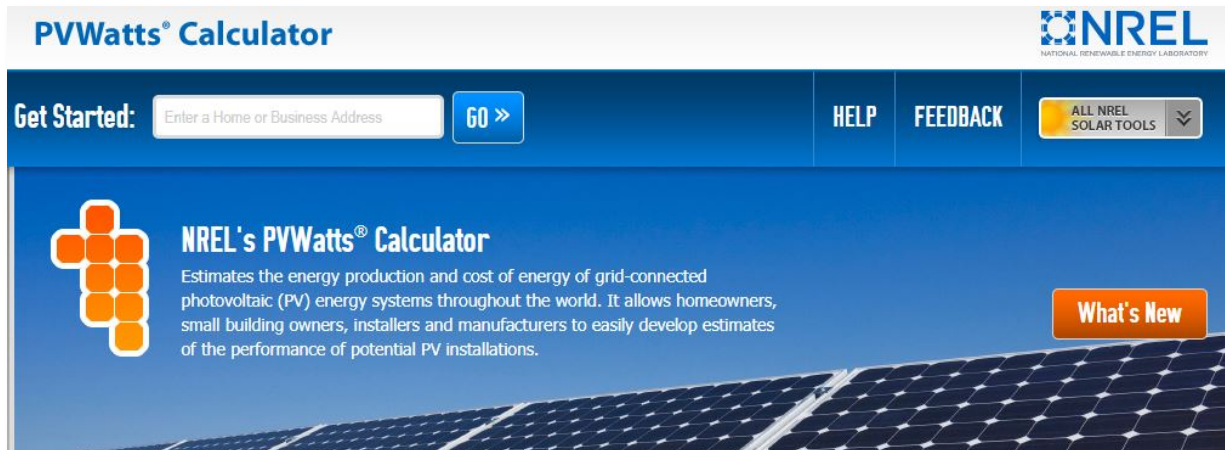 PVWatts® Calculator
NREL
NATIONAL RENEWABLE ENERGY LABORATORY
Get Started:
Enter a Home or Business Address
GO »
HELP
FEEDBACK
ALL NREL
SOLAR TOOLS
NREL's PVWatts® Calculator
Estimates the energy production and cost of energy of grid-connected
photovoltaic (PV) energy systems throughout the world. It allows homeowners,
small building owners, installers and manufacturers to easily develop estimates
of the performance of potential PV installations.
What's New